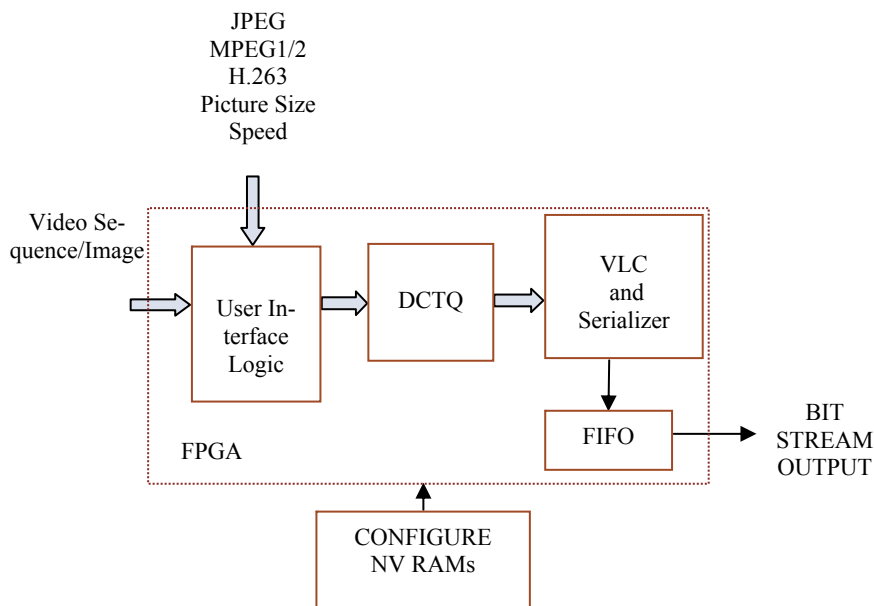 JPEG
MPEG1/2
H.263
Picture Size
Speed
Video Se-
quence/Image
User In-
terface
Logic
DCTQ
VLC
and
Serializer
FIFO
FPGA
BIT
STREAM
OUTPUT
CONFIGURE
NV RAMs